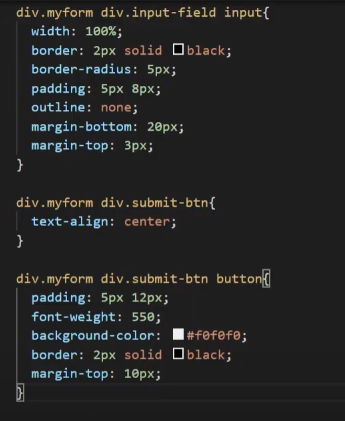 div.myform div.input-field input{
width: 100%;
border: 2px solid black;
border-radius: 5px;
padding: 5px 8px;
outline: none;
margin-bottom: 20px;
margin-top: 3px;
}
div.myform div.submit-btn{
text-align: center;
}
div.myform div.submit-btn button{
padding: 5px 12px;
font-weight: 550;
background-color: #f0f0f0;
border: 2px solid black;
margin-top: 10px;
}